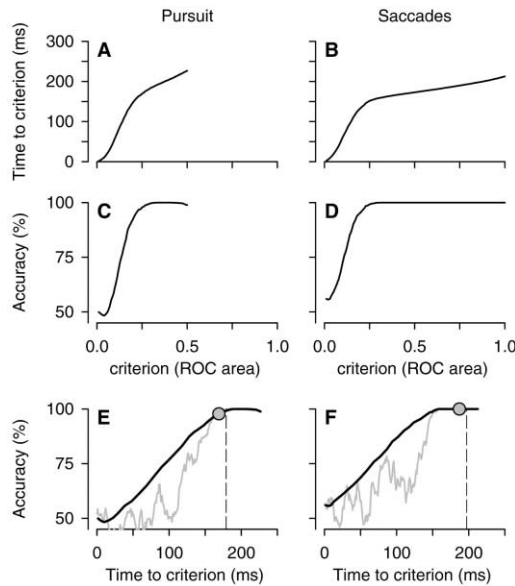 Pursuit Saccades
A B
Time to criterion (ms)
300
200
100
0
C D
Accuracy (%)
100
75
50
0.0 0.5 1.0 0.0 0.5 1.0
criterion (ROC area) criterion (ROC area)
E F
Accuracy (%)
100
75
50
0 100 200 0 100 200
Time to criterion (ms) Time to criterion (ms)